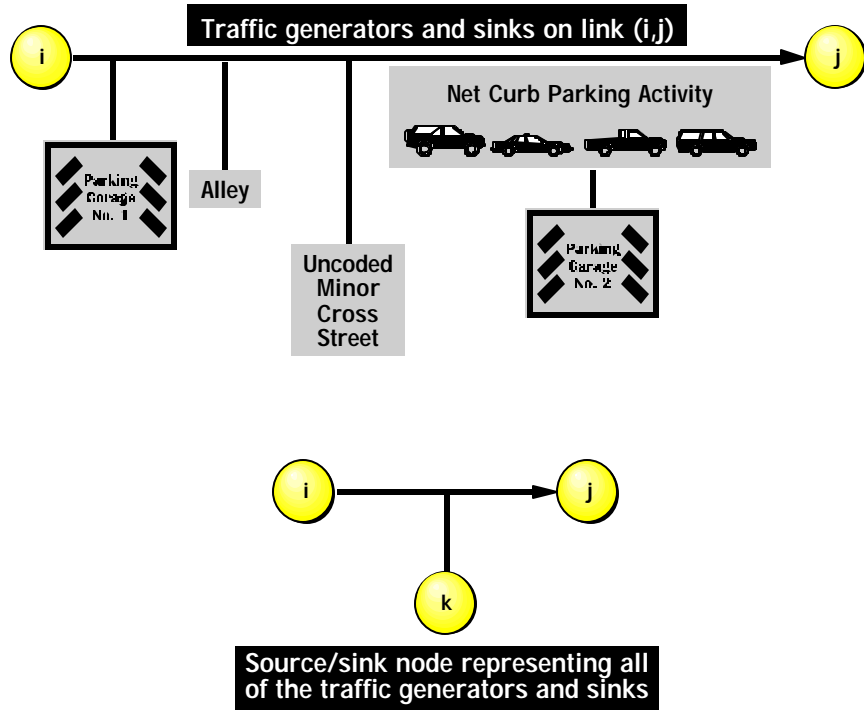 Traffic generators and sinks on link (i,j)
i
j
Net Curb Parking Activity
Parking
Garage
No. 1
Alley
Uncoded
Minor
Cross
Street
Parking
Garage
No. 2
i
j
k
Source/sink node representing all
of the traffic generators and sinks